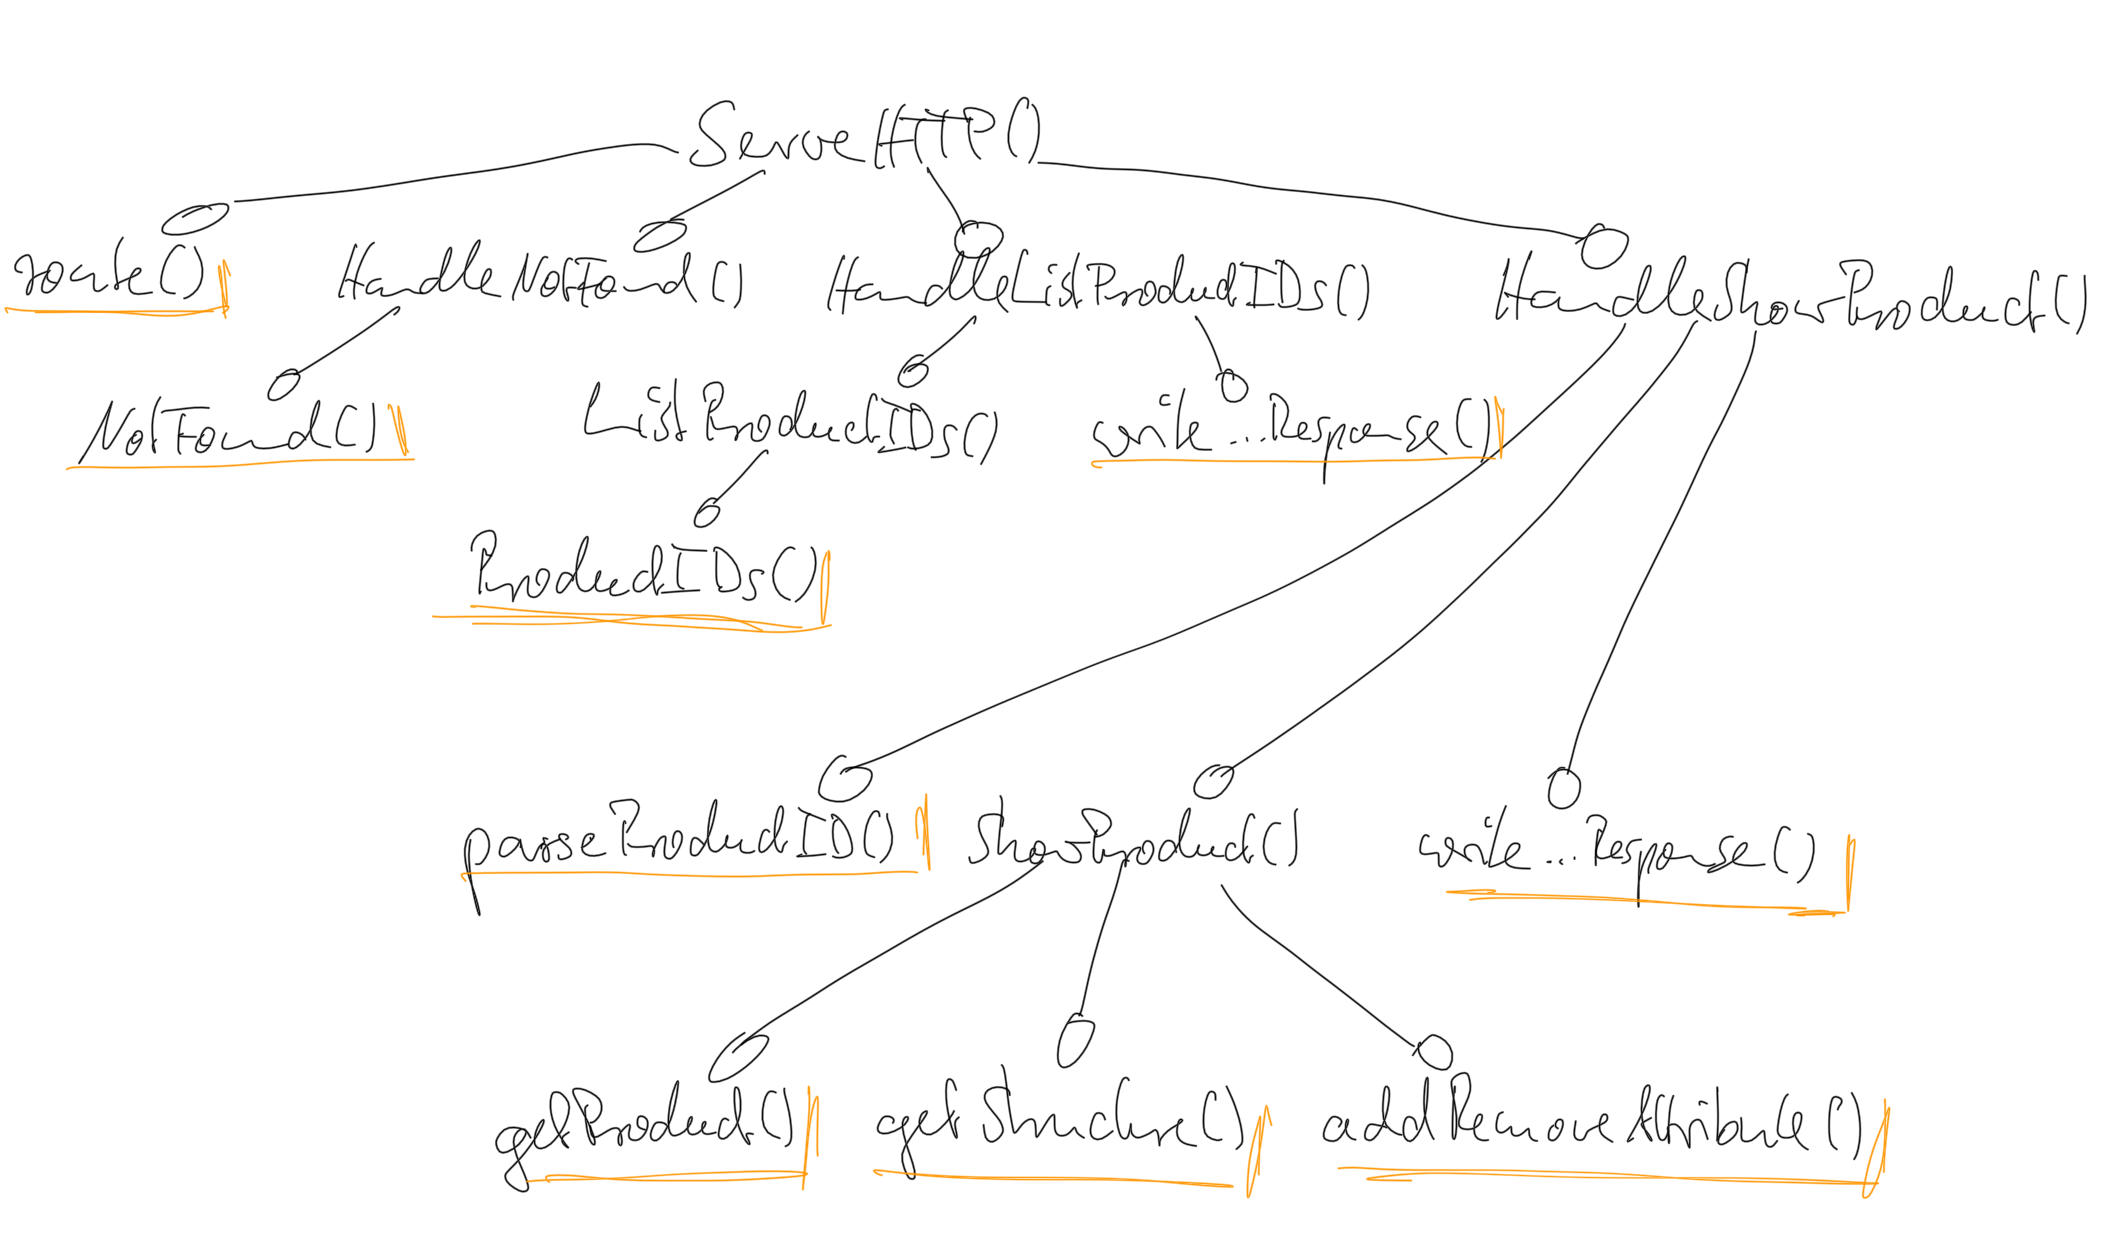 ServeHTTP()
route() HandleNotFound() HandleListProductIDs() HandleShowProduct()
NotFound() ListProductIDs() write...Response()
ProductIDs()
parseProductID() ShowProduct() write...Response()
getProduct() getStructure() addRemoveAttribute()